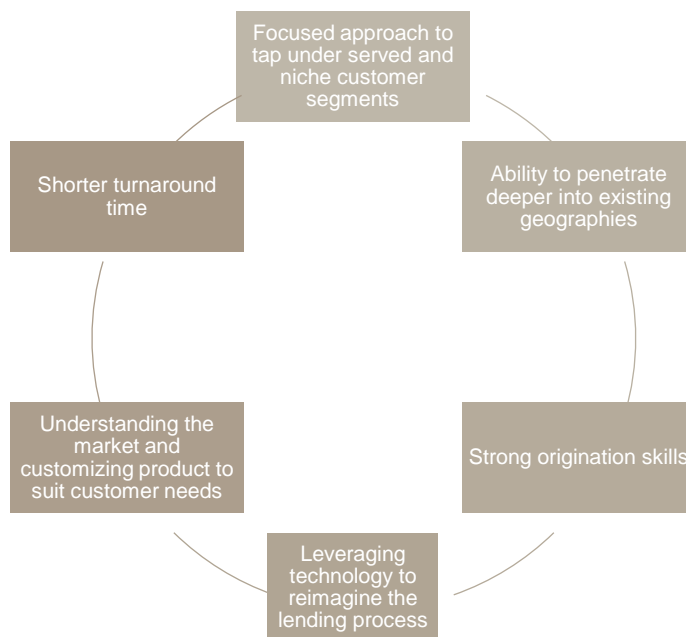 Focused approach to
tap under served and
niche customer
segments
Ability to penetrate
deeper into existing
geographies
Strong origination skills
Leveraging
technology to
reimagine the
lending process
Understanding the
market and
customizing product to
suit customer needs
Shorter turnaround
time